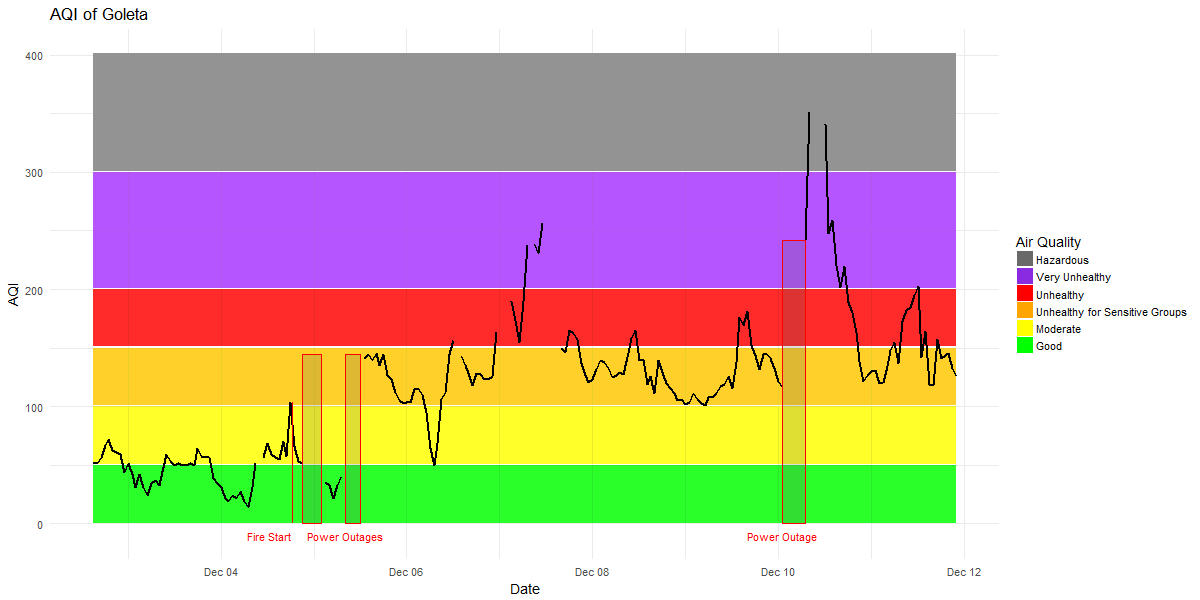 AQI of Goleta
AQI
400
300
200
100
0
Fire Start
Power Outages
Power Outage
Dec 04
Dec 06
Dec 08
Dec 10
Dec 12
Date
Air Quality
Hazardous
Very Unhealthy
Unhealthy
Unhealthy for Sensitive Groups
Moderate
Good